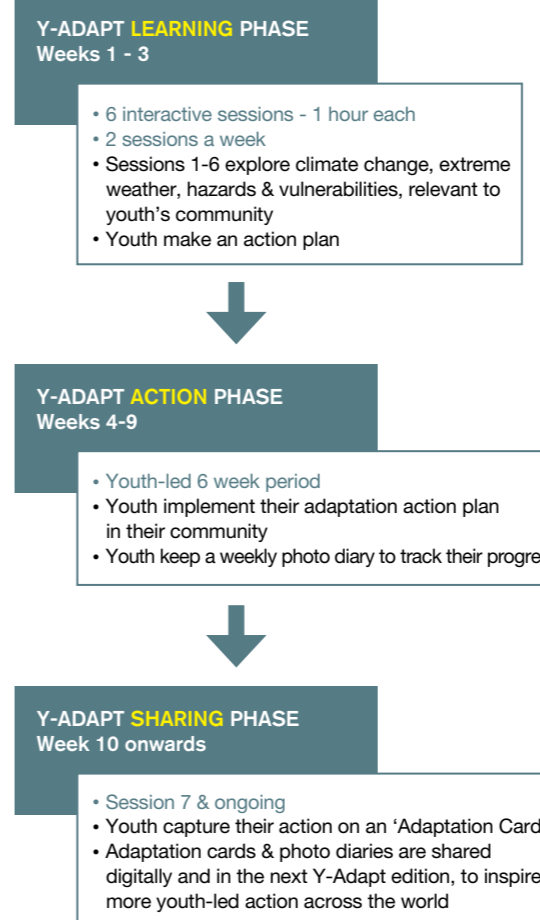 Y-ADAPT LEARNING PHASE
Weeks 1 - 3
• 6 interactive sessions - 1 hour each
• 2 sessions a week
• Sessions 1-6 explore climate change, extreme
weather, hazards & vulnerabilities, relevant to
youth’s community
• Youth make an action plan
Y-ADAPT ACTION PHASE
Weeks 4-9
• Youth-led 6 week period
• Youth implement their adaptation action plan
in their community
• Youth keep a weekly photo diary to track their progre
Y-ADAPT SHARING PHASE
Week 10 onwards
• Session 7 & ongoing
• Youth capture their action on an ‘Adaptation Card
• Adaptation cards & photo diaries are shared
digitally and in the next Y-Adapt edition, to inspire
more youth-led action across the world